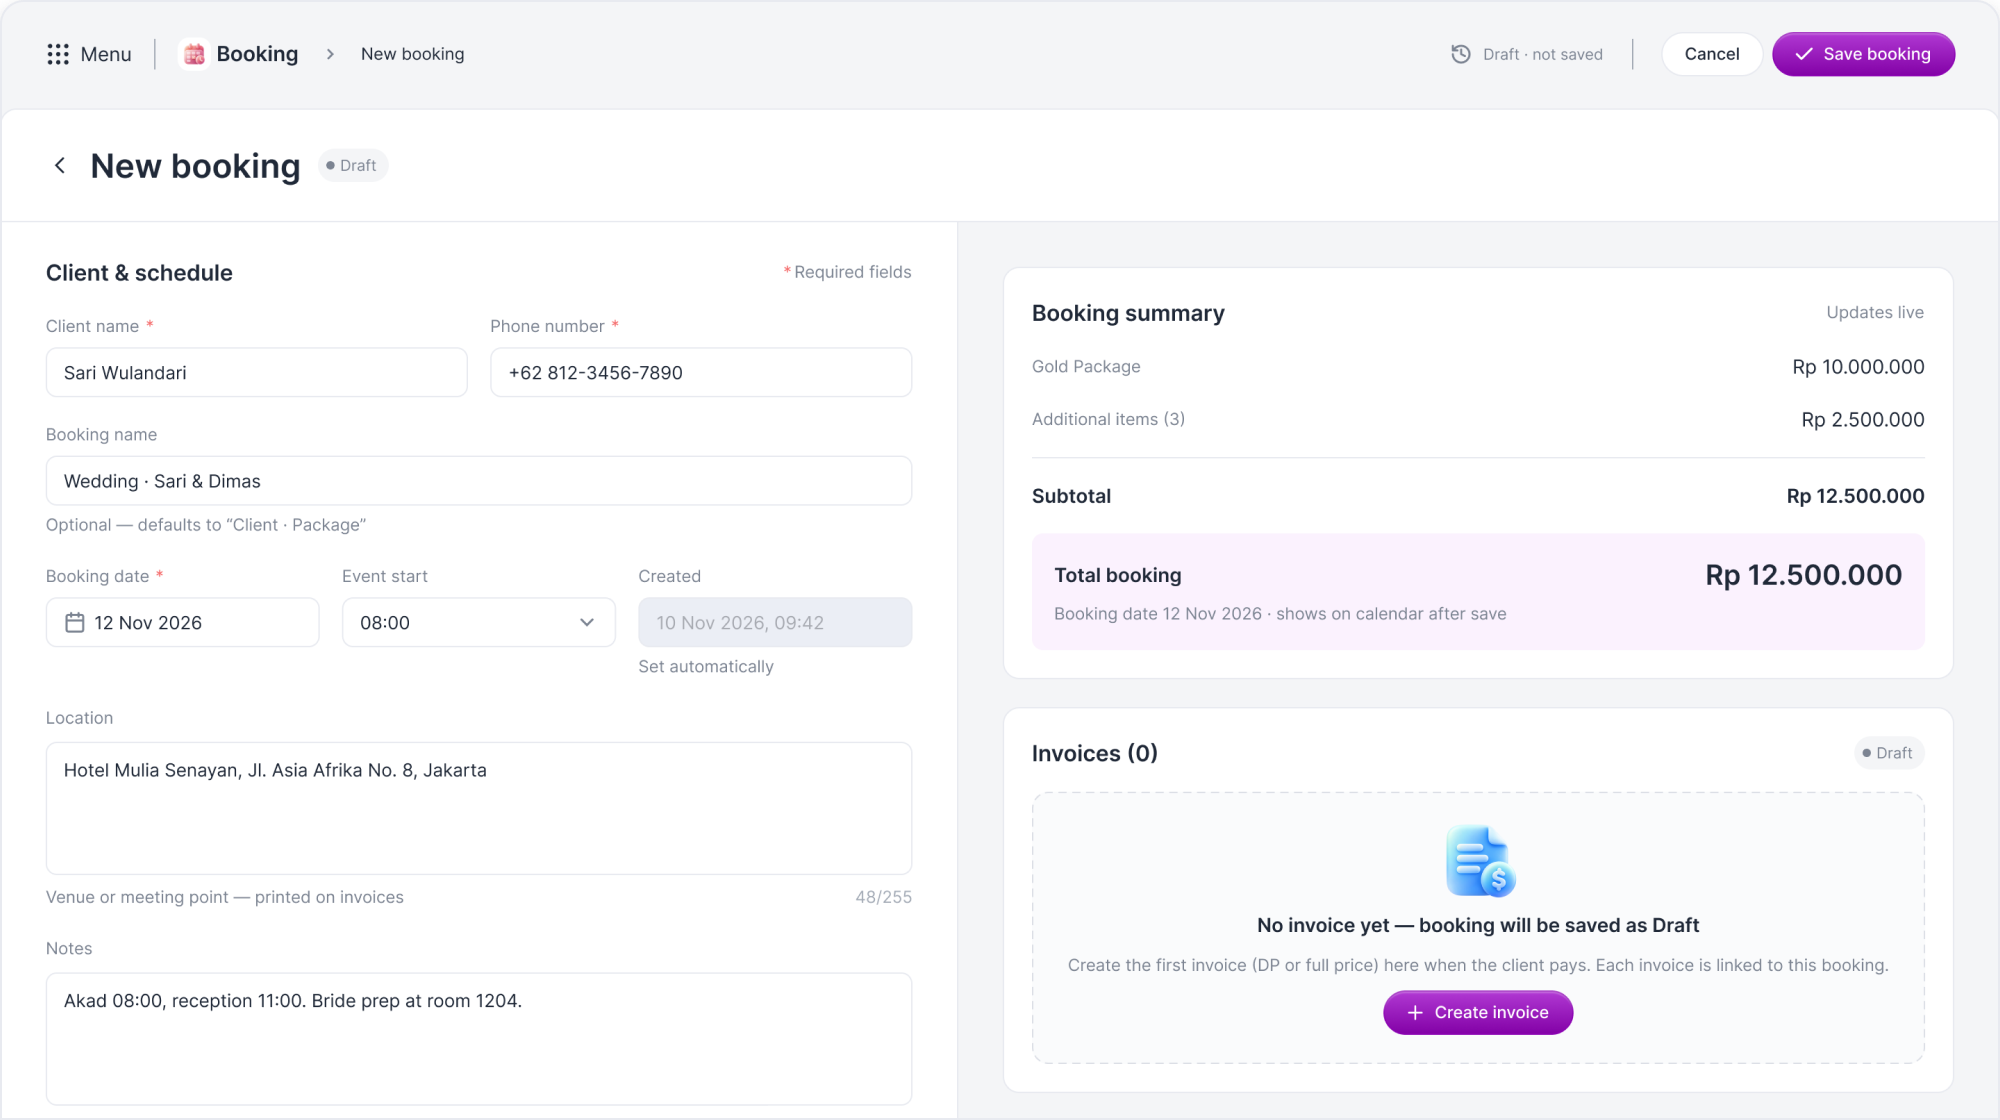 Menu
Booking
New booking
Draft · not saved
Cancel
Save booking
New booking
Draft
Client & schedule
* Required fields
Client name *
Phone number *
Sari Wulandari
+62 812-3456-7890
Booking name
Wedding · Sari & Dimas
Optional — defaults to “Client · Package”
Booking date *
Event start
Created
12 Nov 2026
08:00
10 Nov 2026, 09:42
Set automatically
Location
Hotel Mulia Senayan, Jl. Asia Afrika No. 8, Jakarta
Venue or meeting point — printed on invoices
48/255
Notes
Akad 08:00, reception 11:00. Bride prep at room 1204.
Booking summary
Updates live
Gold Package
Rp 10.000.000
Additional items (3)
Rp 2.500.000
Subtotal
Rp 12.500.000
Total booking
Rp 12.500.000
Booking date 12 Nov 2026 · shows on calendar after save
Invoices (0)
Draft
$
No invoice yet — booking will be saved as Draft
Create the first invoice (DP or full price) here when the client pays. Each invoice is linked to this booking.
Create invoice